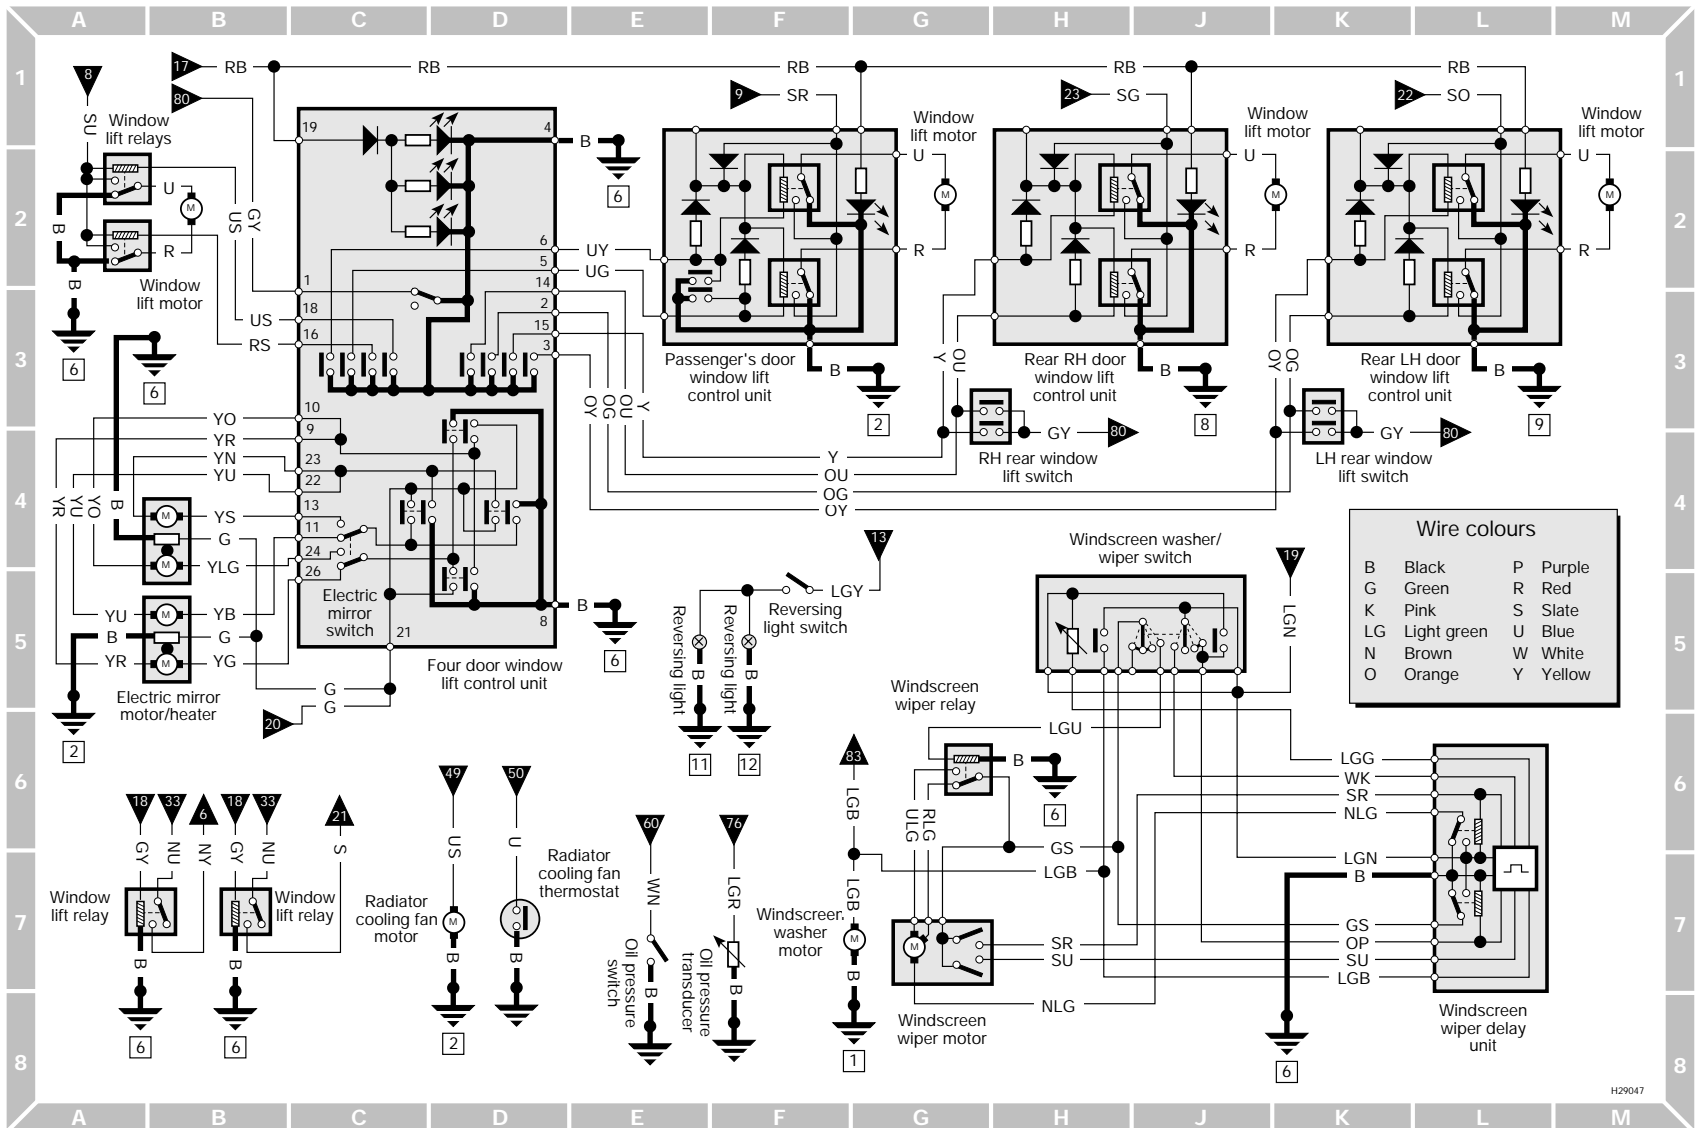 A B C D E F G H J K L M
1
1
8
17
RB
RB
RB
RB
RB
80
9
SR
23
SG
22
SO
SU
Window
lift relays
19
4
B
6
Window
lift motor
Window
lift motor
Window
lift motor
2
2
U
M
R
B
US
GY
B
U
M
R
U
M
R
U
M
R
6
UY
5
UG
Window
lift motor
1
14
18
2
US
16
15
RS
3
3
3
6
6
Passenger's door
window lift
control unit
B
2
Y
OU
Rear RH door
window lift
control unit
B
8
OY
OG
Rear LH door
window lift
control unit
B
9
OY
OG
OU
Y
10
YO
9
YR
23
YN
22
YU
GY
80
GY
80
RH rear window
lift switch
LH rear window
lift switch
Y
OU
OG
OY
4
4
YR
YU
YO
B
M
YS
13
G
11
M
YLG
24
26
Electric
mirror
switch
21
B
8
6
13
LGY
Reversing
light switch
Reversing light
Reversing light
B
B
11
12
Windscreen washer/
wiper switch
19
LGN
Wire colours
B Black P Purple
G Green R Red
K Pink S Slate
LG Light green U Blue
N Brown W White
O Orange Y Yellow
5
5
YU
M
YB
B
G
YR
M
YG
Electric mirror
motor/heater
2
Four door window
lift control unit
G
G
20
Windscreen
wiper relay
LGU
B
6
6
6
18
33
6
18
33
21
49
50
60
76
83
GY
NU
NY
GY
NU
S
US
U
LGB
ULG
RLG
LGG
WK
SR
NLG
GS
LGB
LGN
B
7
7
Window
lift relay
Window
lift relay
B
B
6
6
Radiator
cooling fan
motor
M
B
2
Radiator
cooling fan
thermostat
B
WN
Oil pressure
switch
B
LGR
Oil pressure
transducer
B
Windscreen
washer
motor
LGB
M
B
1
M
SR
SU
NLG
Windscreen
wiper motor
GS
OP
SU
LGB
6
Windscreen
wiper delay
unit
8
8
H29047
A B C D E F G H J K L M